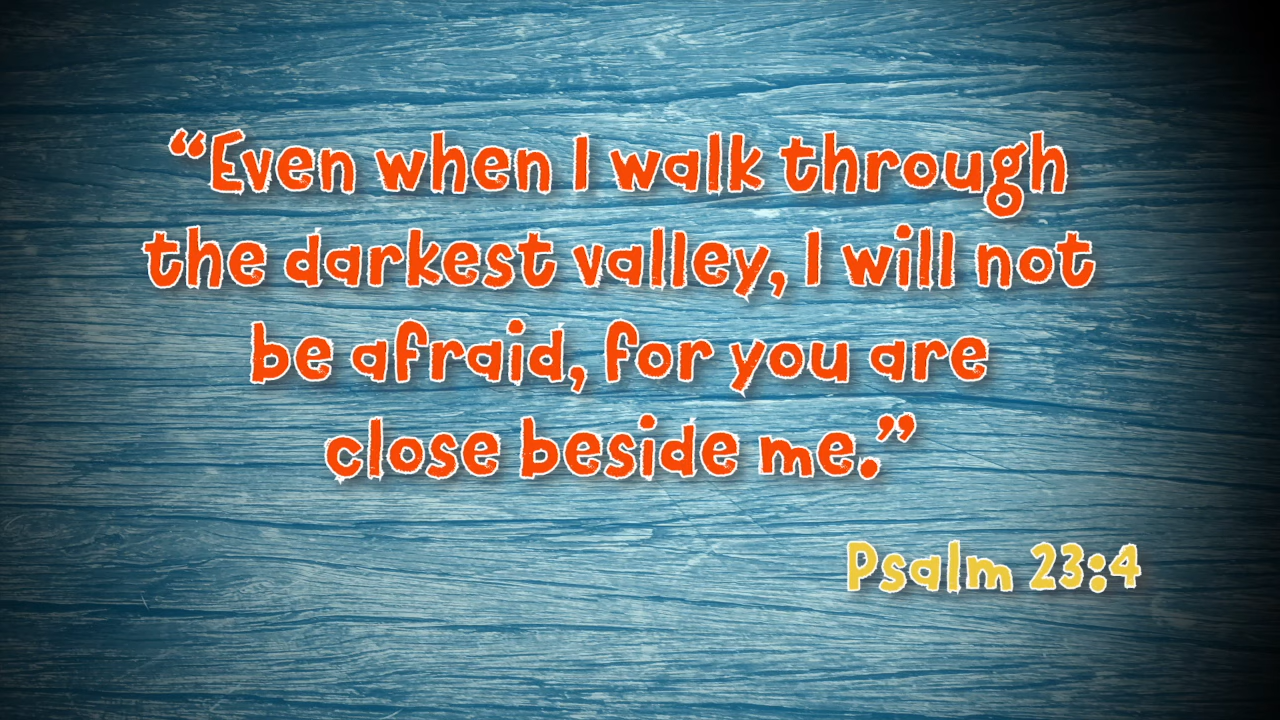 “Even when I walk through
the darkest valley, I will not
be afraid, for you are
close beside me.”
Psalm 23:4